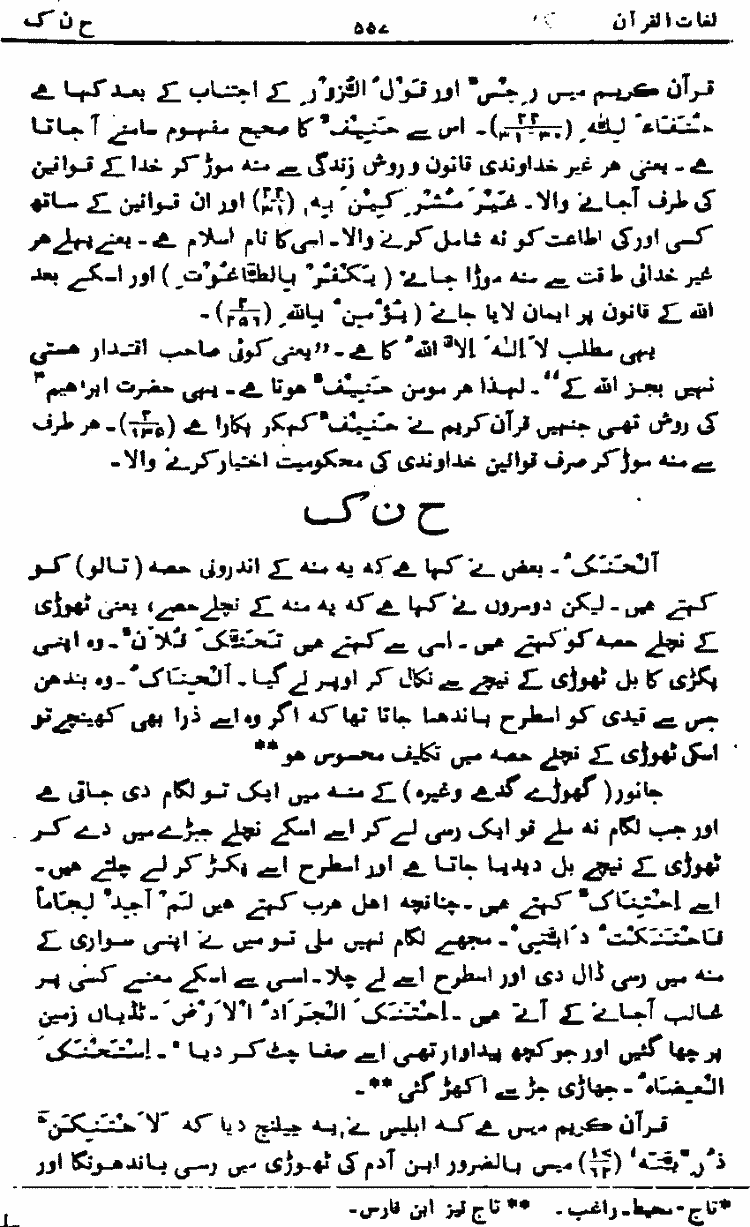 لغات القرآن ۵۵۷ ح ن ک
قرآن کریم میں رِجْسٌ اور قَوْلَ الزُّوْرِ کے اجتناب کے بعد کہا ہے
حُنَفَاءَ لِلّٰہِ (۲۲/۳۰-۳۱)۔ اس سے حَنِیْفٌ کا صحیح مفہوم سامنے آ جاتا
ہے۔ یعنی ہر غیر خداوندی قانون و روش زندگی سے منہ موڑ کر خدا کے قوانین
کی طرف آجانے والا۔ غَیْرَ مُشْرِکِیْنَ بِہٖ (۲۲/۳۱) اور ان قوانین کے ساتھ
کسی اور کی اطاعت کو نہ شامل کرنے والا۔ اسی کا نام اسلام ہے۔ یعنے پہلے ہر
غیر خدائی طاقت سے منہ موڑا جائے (یَکْفُرْ بِالطَّاغُوْتِ) اور اسکے بعد
اللہ کے قانون پر ایمان لایا جائے (یُؤْمِنْ بِاللہِ) (۲/۲۵۶)۔
یہی مطلب لَا اِلٰہَ اِلَّا اللہُ کا ہے۔ ”یعنی کوئی صاحب اقتدار ہستی
نہیں بجز اللہ کے“۔ لہذا ہر مومن حَنِیْفٌ ہوتا ہے۔ یہی حضرت ابراہیمؑ
کی روش تھی جنہیں قرآن کریم نے حَنِیْفٌ کہکر پکارا ہے (۲/۱۳۵)۔ ہر طرف
سے منہ موڑ کر صرف قوانین خداوندی کی محکومیت اختیار کرنے والا۔
ح ن ک
اَلْحَنَکُ۔ بعض نے کہا ہے کہ یہ منہ کے اندرونی حصہ (تالو) کو
کہتے ہیں۔ لیکن دوسروں نے کہا ہے کہ یہ منہ کے نچلے حصے، یعنی ٹھوڑی
کے نچلے حصہ کو کہتے ہیں۔ اسی سے کہتے ہیں تَحَنَّکَ فُلَانٌ۔ وہ اپنی
پگڑی کا بل ٹھوڑی کے نیچے سے نکال کر اوپر لے گیا۔ اَلْحِنَاکُ۔ وہ بندھن
جس سے قیدی کو اسطرح باندھا جاتا تھا کہ اگر وہ اسے ذرا بھی کھینچے تو
اسکی ٹھوڑی کے نچلے حصہ میں تکلیف محسوس ہو**
جانور (گھوڑے گدھے وغیرہ) کے منہ میں ایک تو لگام دی جاتی ہے
اور جب لگام نہ ملے تو ایک رسی لے کر اسے اسکے نچلے جبڑے میں دے کر
ٹھوڑی کے نیچے بل دیدیا جاتا ہے اور اسطرح اسے پکڑ کر لے چلتے ہیں۔
اسے اِحْتِنَاکٌ کہتے ہیں۔ چنانچہ اہل عرب کہتے ہیں لَمْ اَجِدْ لِجَامًا
فَاحْتَنَکْتُ دَابَّتِیْ۔ مجھے لگام نہیں ملی تو میں نے اپنی سواری کے
منہ میں رسی ڈال دی اور اسطرح اسے لے چلا۔ اسی سے اسکے معنے کسی پر
غالب آجانے کے آتے ہیں۔ اِحْتَنَکَ الْجَرَادُ الْاَرْضَ۔ ٹڈیاں زمین
پر چھا گئیں اور جو کچھ پیداوار تھی اسے صفا چٹ کر دیا*۔ اِسْتَحْنَکَ
الْعِضَاہُ۔ جھاڑی جڑ سے اکھڑ گئی**۔
قرآن کریم میں ہے کہ ابلیس نے یہ چیلنج دیا کہ لَاَحْتَنِکَنَّ
ذُرِّیَّتَہٗ (۱۷/۶۲) میں بالضرور ابن آدم کی ٹھوڑی میں رسی باندھونگا اور
*تاج۔ محیط۔ راغب۔ **تاج نیز ابن فارس۔